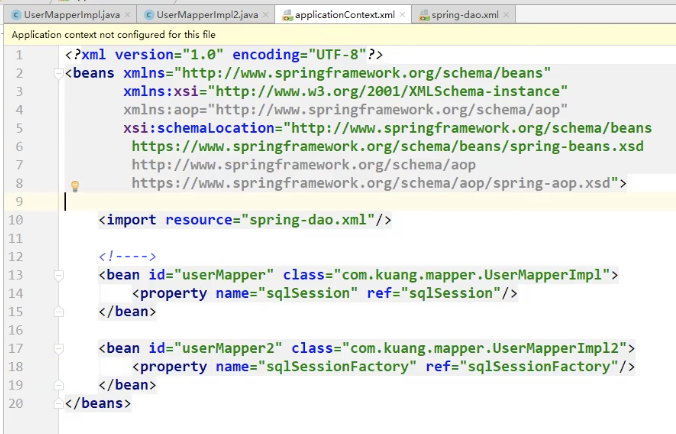 UserMapperImpl.java × UserMapperImpl2.java × applicationContext.xml × spring-dao.xml ×
Application context not configured for this file
1 <?xml version="1.0" encoding="UTF-8"?>
2 <beans xmlns="http://www.springframework.org/schema/beans"
3 xmlns:xsi="http://www.w3.org/2001/XMLSchema-instance"
4 xmlns:aop="http://www.springframework.org/schema/aop"
5 xsi:schemaLocation="http://www.springframework.org/schema/beans
6 https://www.springframework.org/schema/beans/spring-beans.xsd
7 http://www.springframework.org/schema/aop
8 https://www.springframework.org/schema/aop/spring-aop.xsd">
9
10 <import resource="spring-dao.xml"/>
11
12 <!---->
13 <bean id="userMapper" class="com.kuang.mapper.UserMapperImpl">
14 <property name="sqlSession" ref="sqlSession"/>
15 </bean>
16
17 <bean id="userMapper2" class="com.kuang.mapper.UserMapperImpl2">
18 <property name="sqlSessionFactory" ref="sqlSessionFactory"/>
19 </bean>
20 </beans>